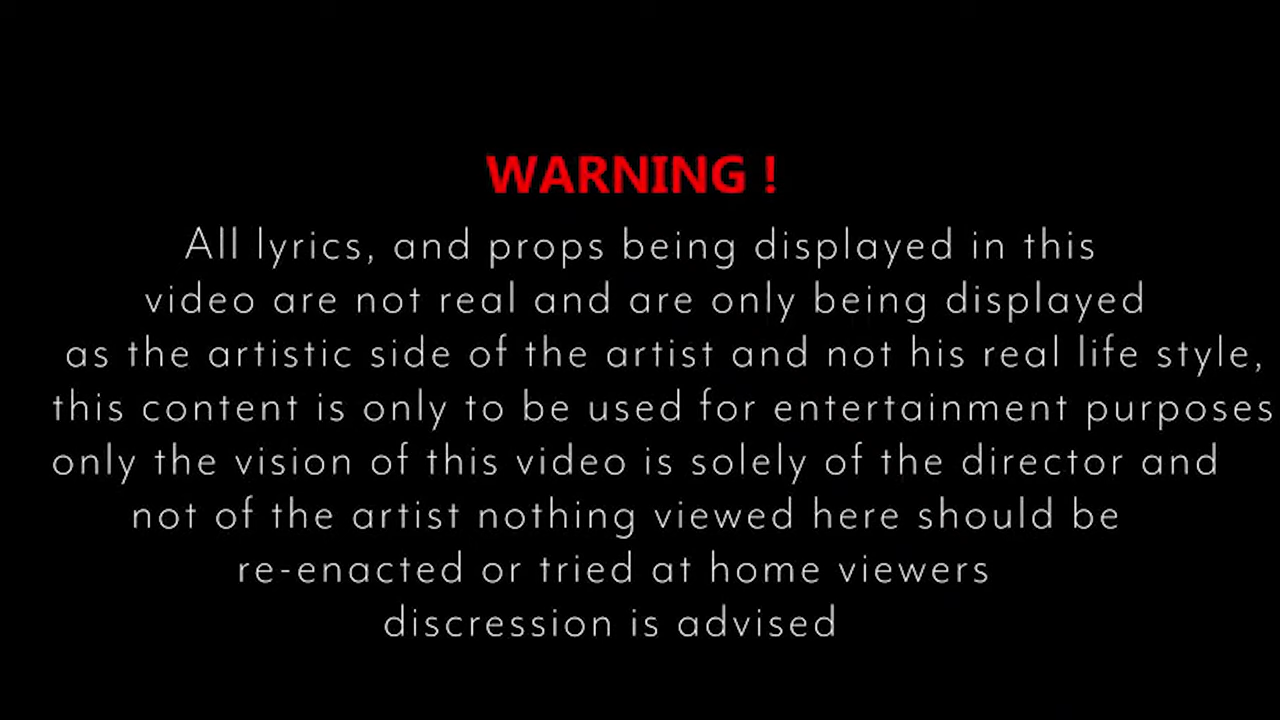 WARNING !
All lyrics, and props being displayed in this
video are not real and are only being displayed
as the artistic side of the artist and not his real life style,
this content is only to be used for entertainment purposes
only the vision of this video is solely of the director and
not of the artist nothing viewed here should be
re-enacted or tried at home viewers
discression is advised